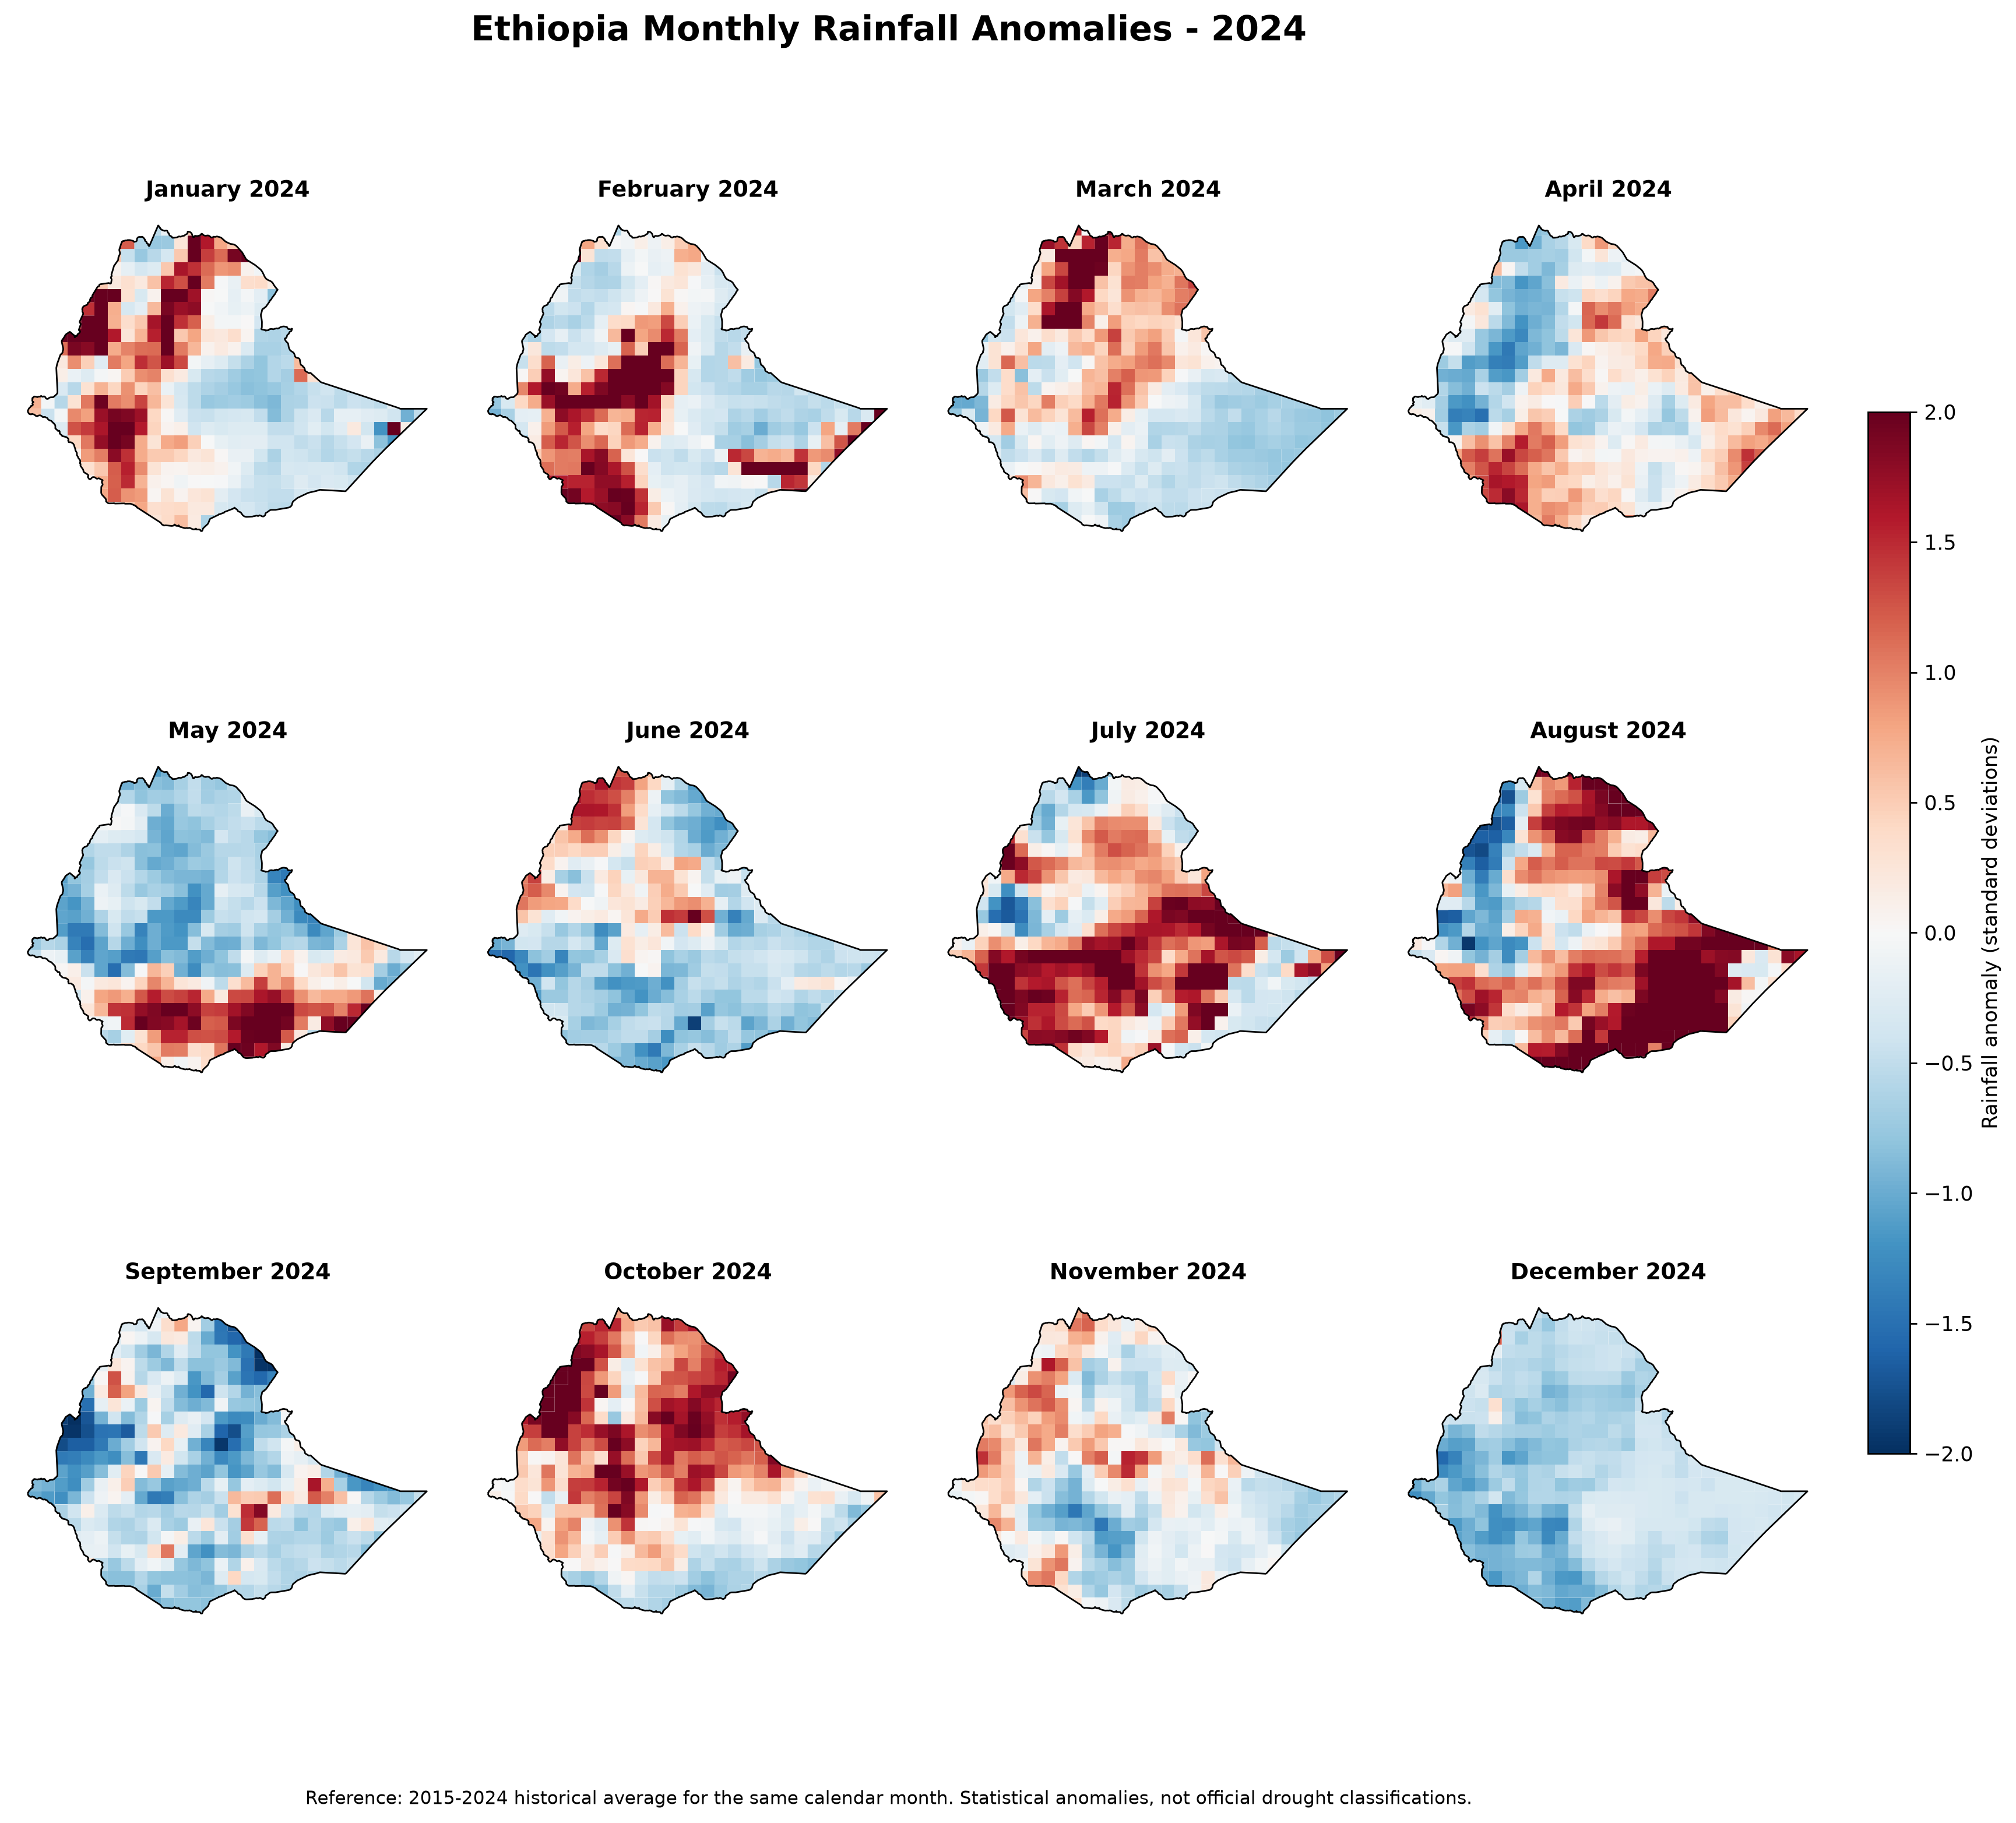 Ethiopia Monthly Rainfall Anomalies - 2024
January 2024
February 2024
March 2024
April 2024
May 2024
June 2024
July 2024
August 2024
September 2024
October 2024
November 2024
December 2024
2.0
1.5
1.0
0.5
0.0
−0.5
−1.0
−1.5
−2.0
Rainfall anomaly (standard deviations)
Reference: 2015-2024 historical average for the same calendar month. Statistical anomalies, not official drought classifications.